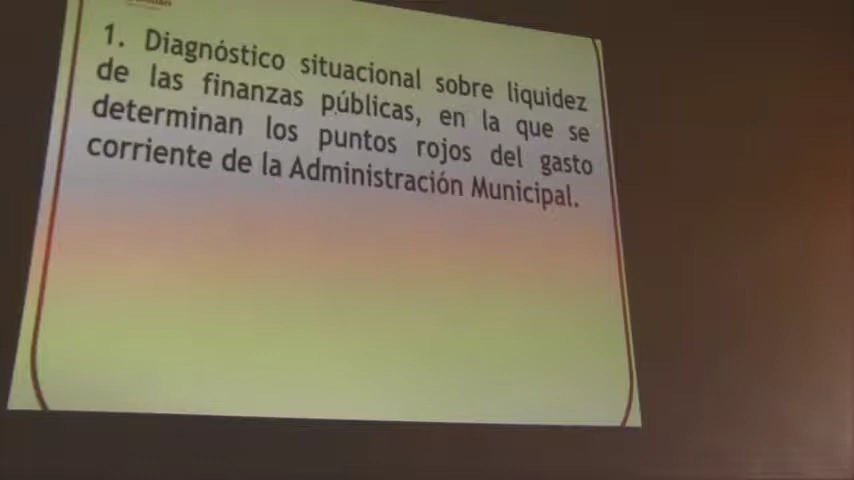 1. Diagnóstico situacional sobre liquidez
de las finanzas públicas, en la que se
determinan los puntos rojos del gasto
corriente de la Administración Municipal.